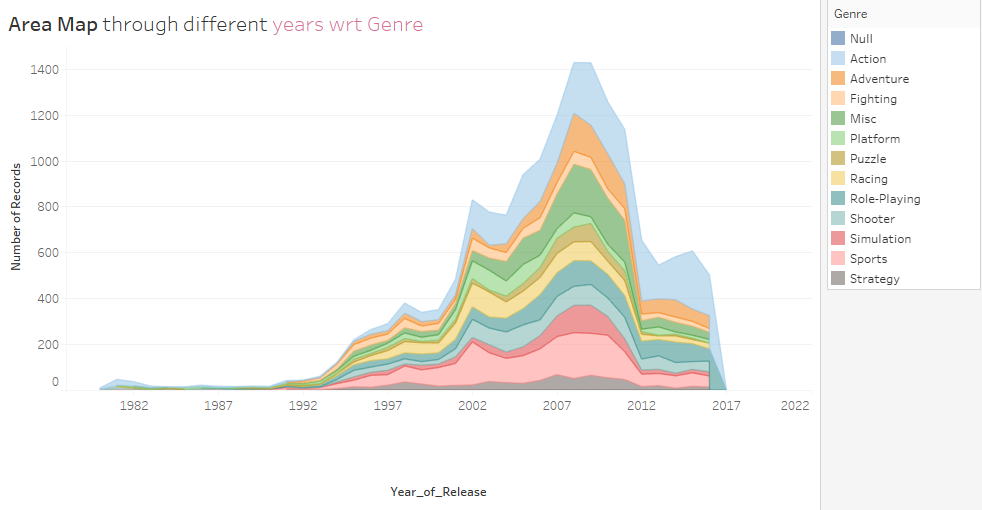 Area Map through different years wrt Genre
Number of Records
1400
1200
1000
800
600
400
200
0
1982 1987 1992 1997 2002 2007 2012 2017 2022
Year_of_Release
Genre
Null
Action
Adventure
Fighting
Misc
Platform
Puzzle
Racing
Role-Playing
Shooter
Simulation
Sports
Strategy